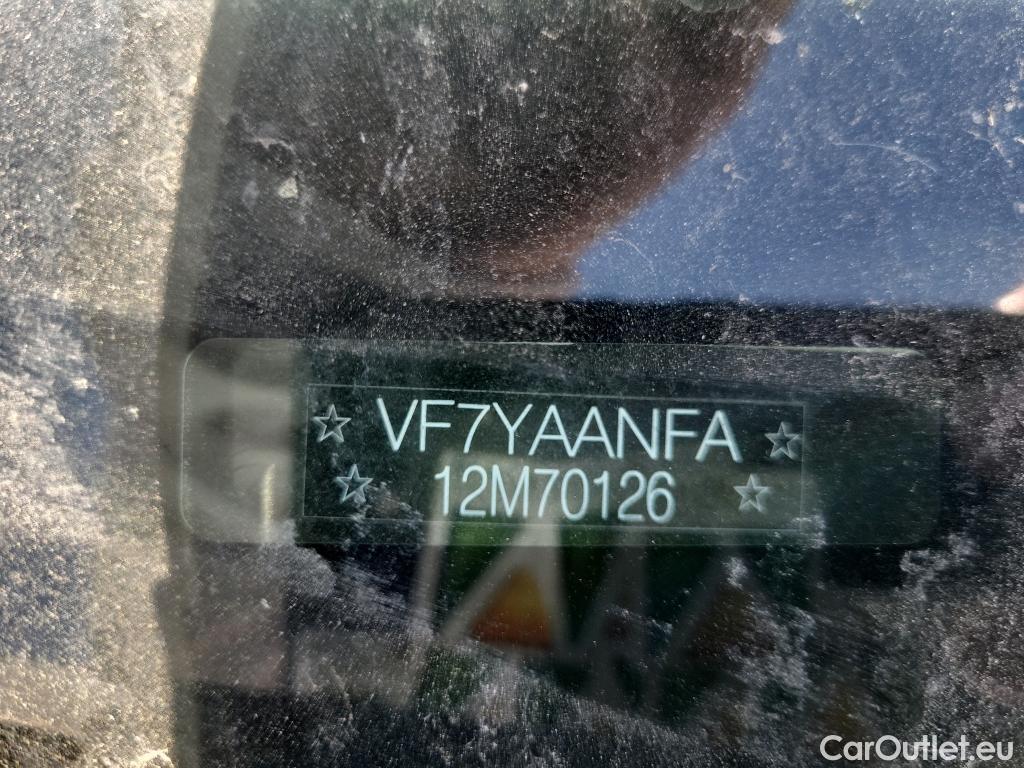 ☆ VF7YAANFA ☆
☆ 12M70126 ☆
CarOutlet.eu